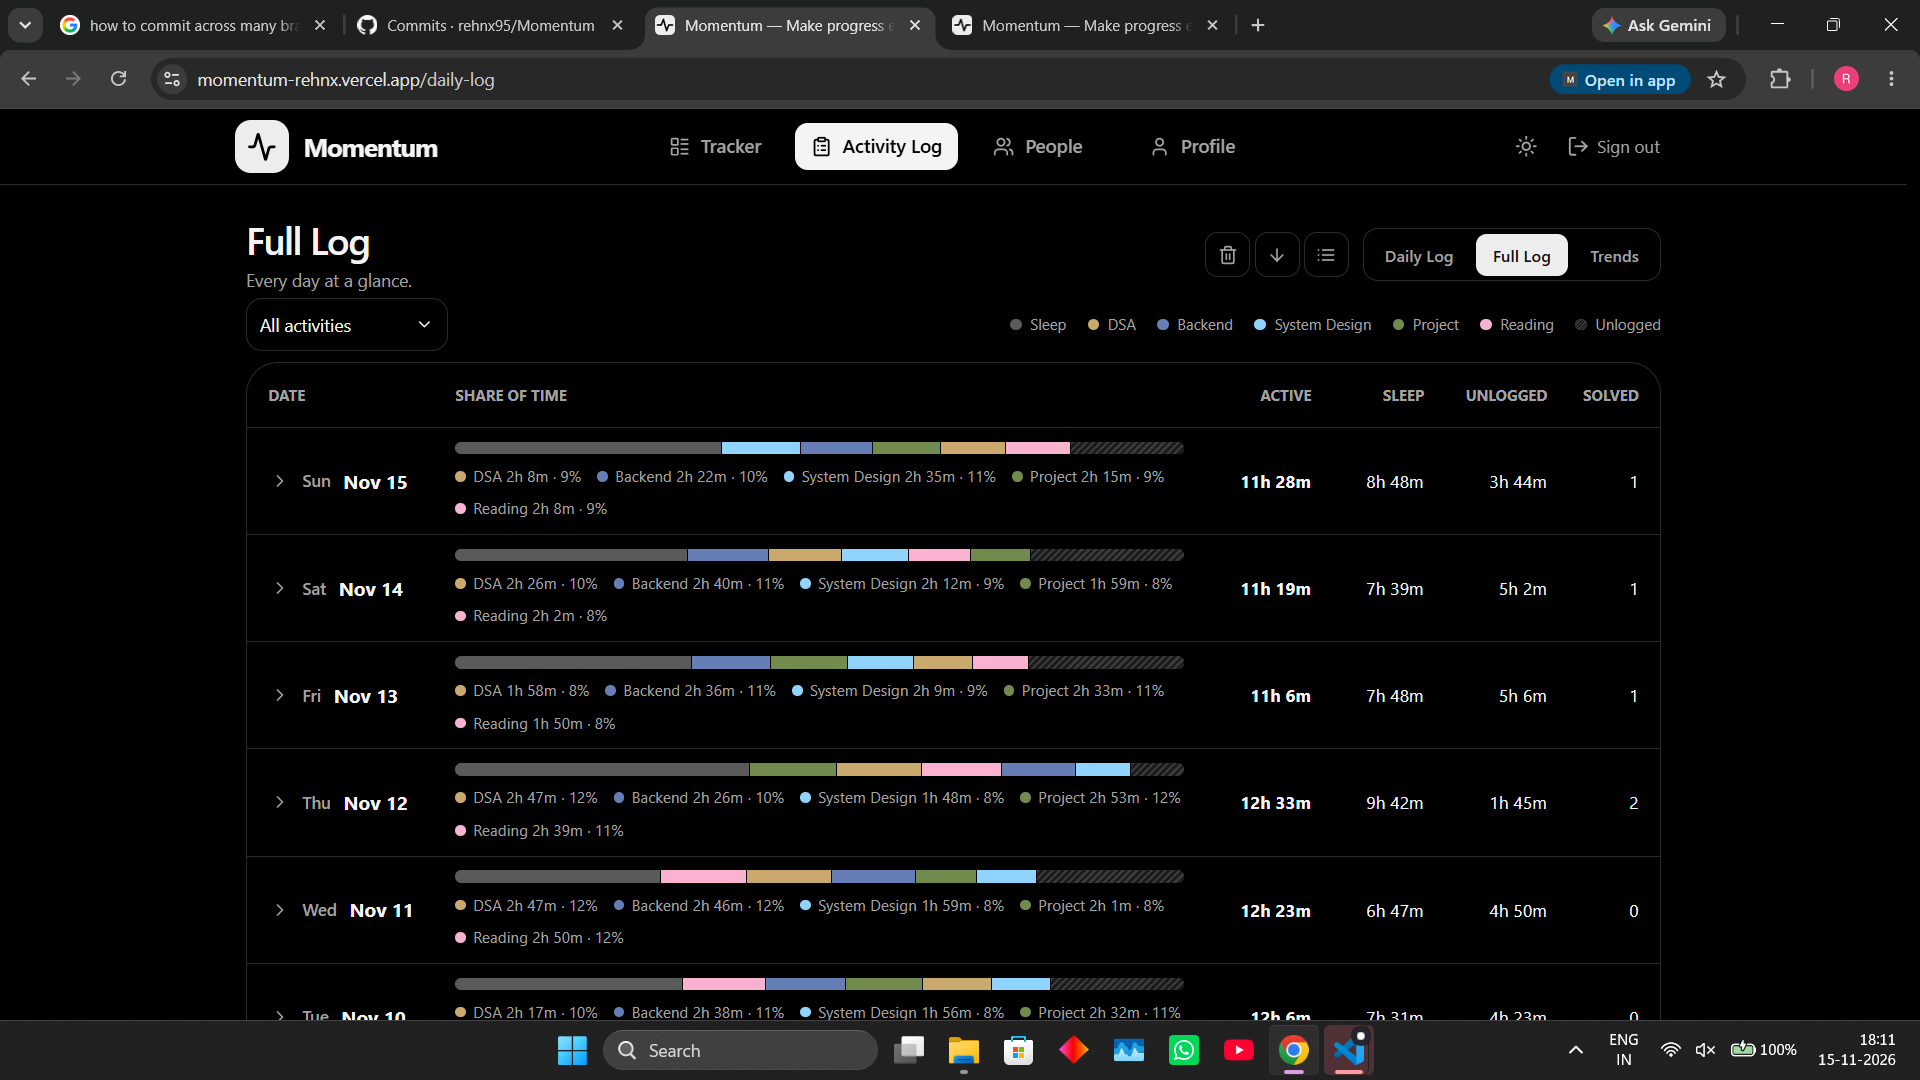 how to commit across many bra
Commits · rehnx95/Momentum
Momentum — Make progress e
Momentum — Make progress e
Ask Gemini
momentum-rehnx.vercel.app/daily-log
M Open in app
R
Momentum
Tracker
Activity Log
People
Profile
Sign out
Full Log
Every day at a glance.
Daily Log
Full Log
Trends
All activities
Sleep
DSA
Backend
System Design
Project
Reading
Unlogged
DATE SHARE OF TIME ACTIVE SLEEP UNLOGGED SOLVED
Sun Nov 15
DSA 2h 8m · 9% Backend 2h 22m · 10% System Design 2h 35m · 11% Project 2h 15m · 9%
Reading 2h 8m · 9%
11h 28m 8h 48m 3h 44m 1
Sat Nov 14
DSA 2h 26m · 10% Backend 2h 40m · 11% System Design 2h 12m · 9% Project 1h 59m · 8%
Reading 2h 2m · 8%
11h 19m 7h 39m 5h 2m 1
Fri Nov 13
DSA 1h 58m · 8% Backend 2h 36m · 11% System Design 2h 9m · 9% Project 2h 33m · 11%
Reading 1h 50m · 8%
11h 6m 7h 48m 5h 6m 1
Thu Nov 12
DSA 2h 47m · 12% Backend 2h 26m · 10% System Design 1h 48m · 8% Project 2h 53m · 12%
Reading 2h 39m · 11%
12h 33m 9h 42m 1h 45m 2
Wed Nov 11
DSA 2h 47m · 12% Backend 2h 46m · 12% System Design 1h 59m · 8% Project 2h 1m · 8%
Reading 2h 50m · 12%
12h 23m 6h 47m 4h 50m 0
Tue Nov 10
DSA 2h 17m · 10% Backend 2h 38m · 11% System Design 1h 56m · 8% Project 2h 32m · 11%
12h 6m 7h 31m 4h 23m 0
Search
ENG
IN
100%
18:11
15-11-2026